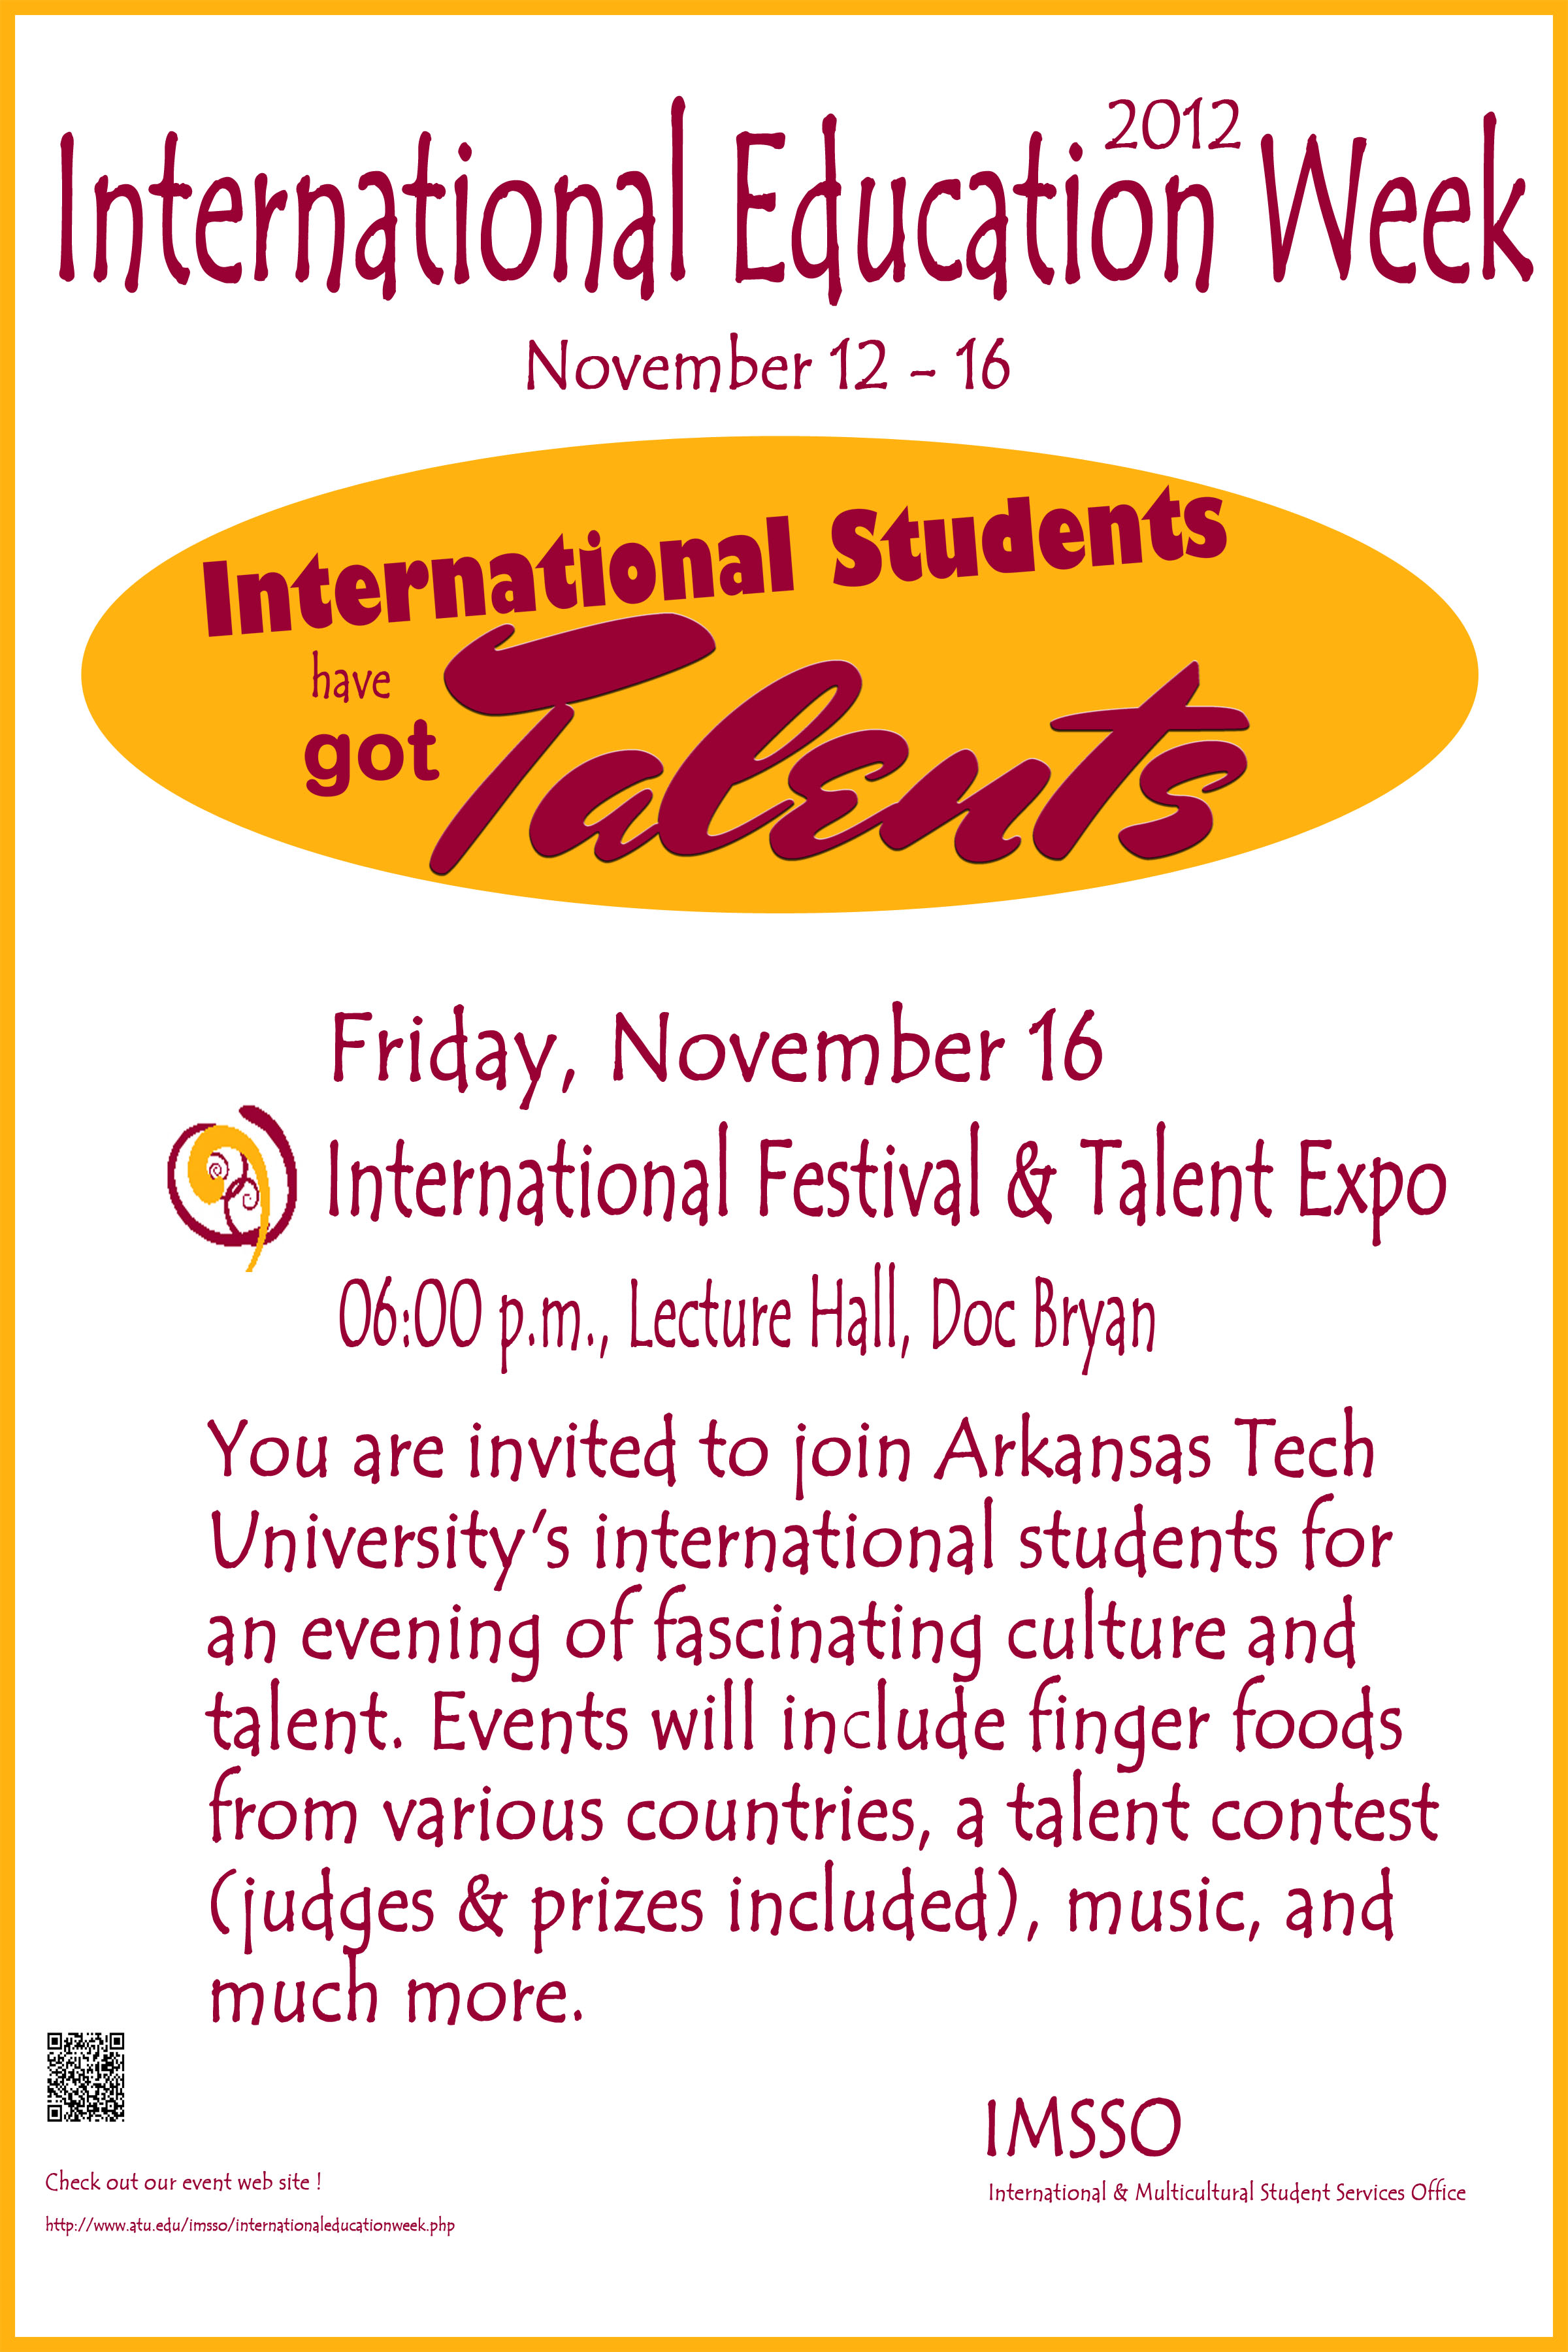 2012
International Education Week
November 12 - 16
International Students
have
got Talents
Friday, November 16
International Festival & Talent Expo
06:00 p.m., Lecture Hall, Doc Bryan
You are invited to join Arkansas Tech
University's international students for
an evening of fascinating culture and
talent. Events will include finger foods
from various countries, a talent contest
(judges & prizes included), music, and
much more.
IMSSO
International & Multicultural Student Services Office
Check out our event web site !
http://www.atu.edu/imsso/internationaleducationweek.php